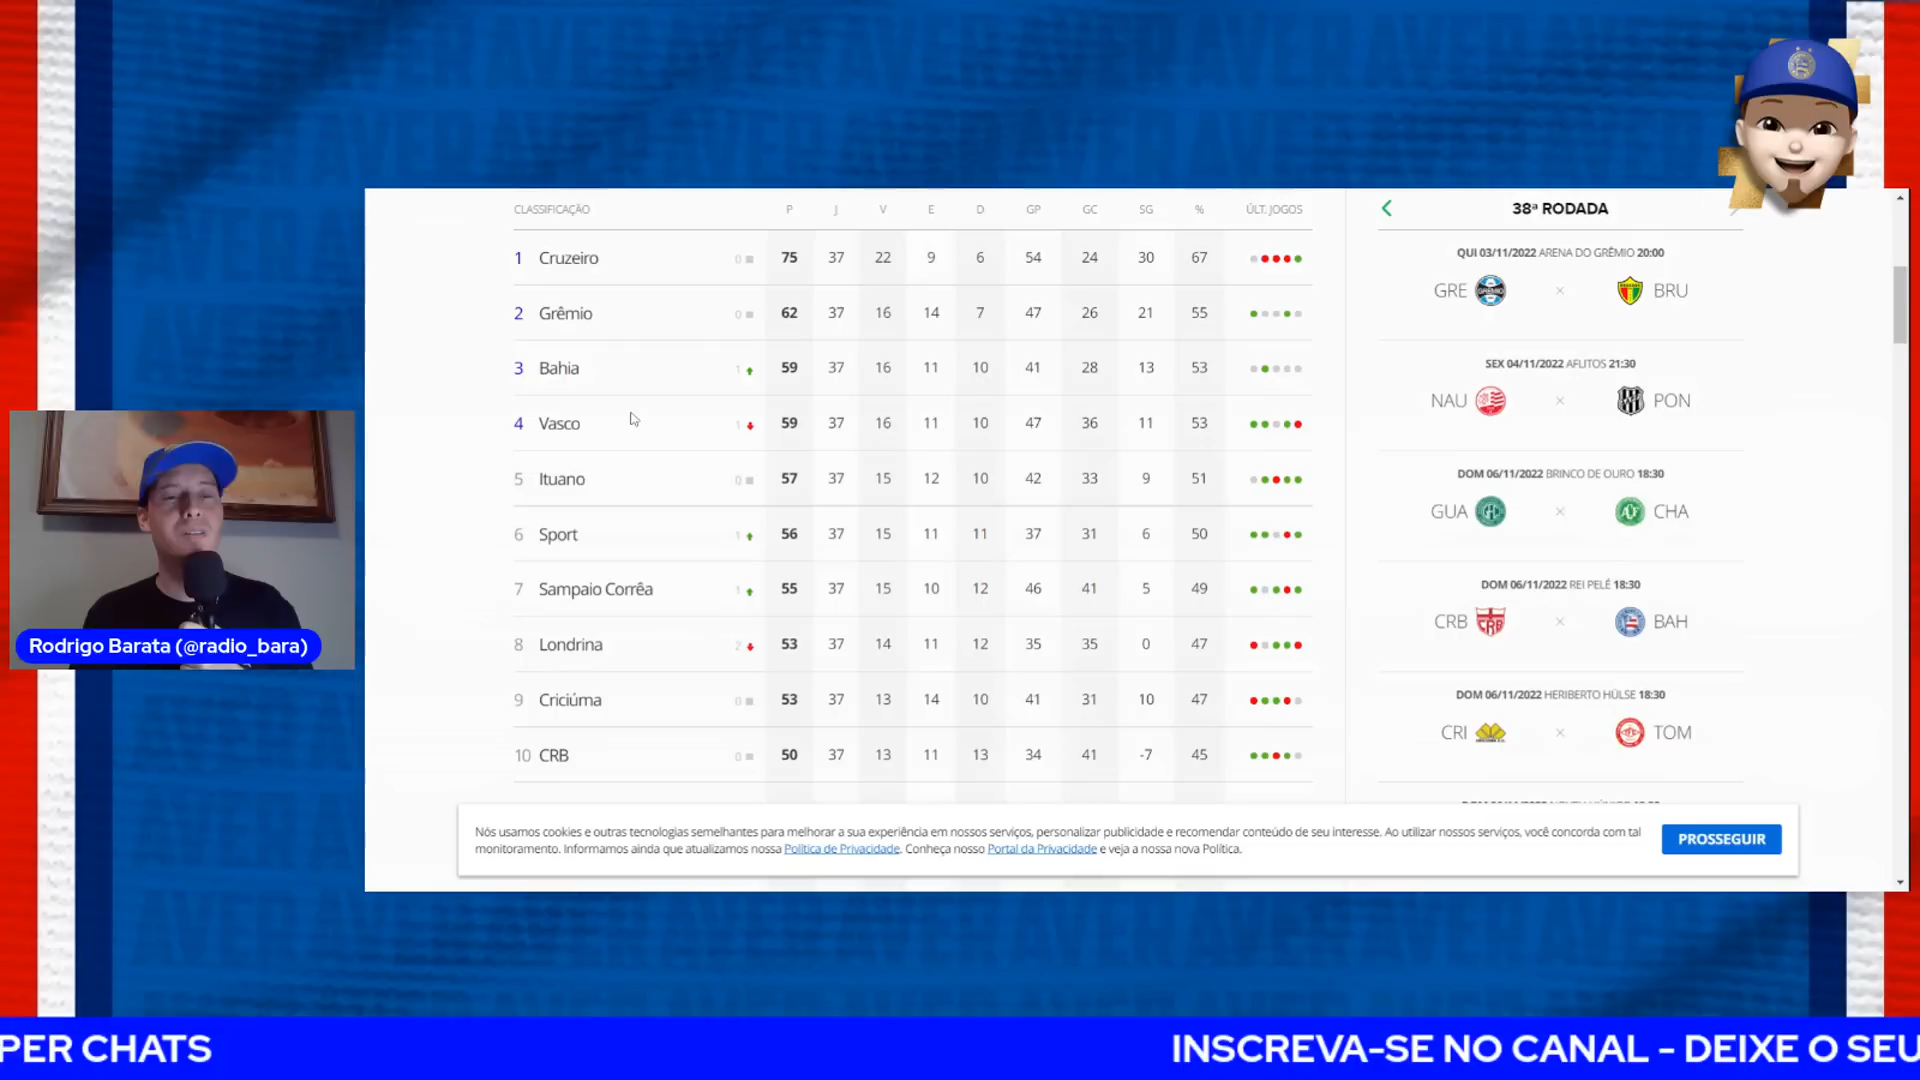 CLASSIFICAÇÃO P J V E D GP GC SG % ÚLT. JOGOS
1 Cruzeiro 0 75 37 22 9 6 54 24 30 67
2 Grêmio 0 62 37 16 14 7 47 26 21 55
3 Bahia 1 59 37 16 11 10 41 28 13 53
4 Vasco 1 59 37 16 11 10 47 36 11 53
5 Ituano 0 57 37 15 12 10 42 33 9 51
6 Sport 1 56 37 15 11 11 37 31 6 50
7 Sampaio Corrêa 1 55 37 15 10 12 46 41 5 49
8 Londrina 2 53 37 14 11 12 35 35 0 47
9 Criciúma 0 53 37 13 14 10 41 31 10 47
10 CRB 0 50 37 13 11 13 34 41 -7 45
38ª RODADA
QUI 03/11/2022 ARENA DO GRÊMIO 20:00
GRE × BRU
SEX 04/11/2022 AFLITOS 21:30
NAU × PON
DOM 06/11/2022 BRINCO DE OURO 18:30
GUA × CHA
DOM 06/11/2022 REI PELÉ 18:30
CRB × BAH
DOM 06/11/2022 HERIBERTO HÜLSE 18:30
CRI × TOM
Nós usamos cookies e outras tecnologias semelhantes para melhorar a sua experiência em nossos serviços, personalizar publicidade e recomendar conteúdo de seu interesse. Ao utilizar nossos serviços, você concorda com tal
monitoramento. Informamos ainda que atualizamos nossa Política de Privacidade. Conheça nosso Portal da Privacidade e veja a nossa nova Política.
PROSSEGUIR
Rodrigo Barata (@radio_bara)
PER CHATS
INSCREVA-SE NO CANAL - DEIXE O SEU